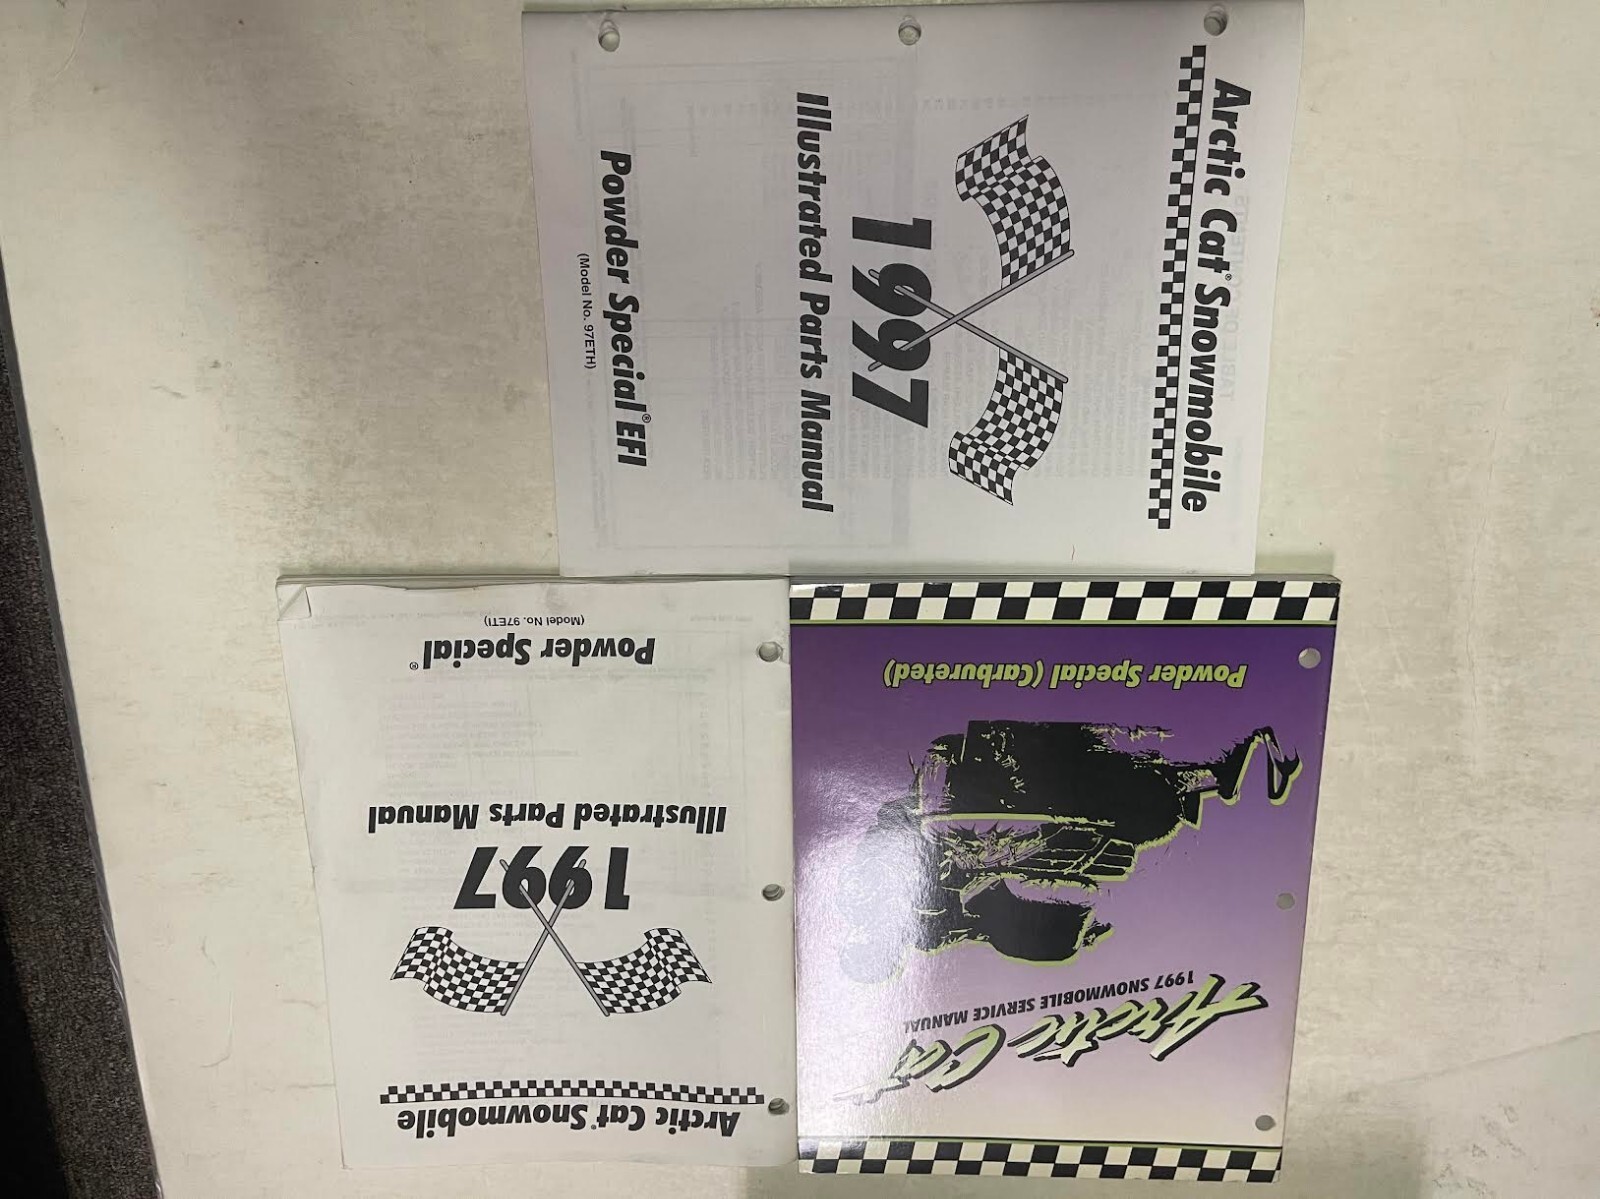 Arctic Cat® Snowmobile
1997
Illustrated Parts Manual
Powder Special® EFI
(Model No. 97ETH)
Arctic Cat® Snowmobile
1997
Illustrated Parts Manual
Powder Special®
(Model No. 97ETI)
Arctic Cat
1997 SNOWMOBILE SERVICE MANUAL
Powder Special (Carbureted)